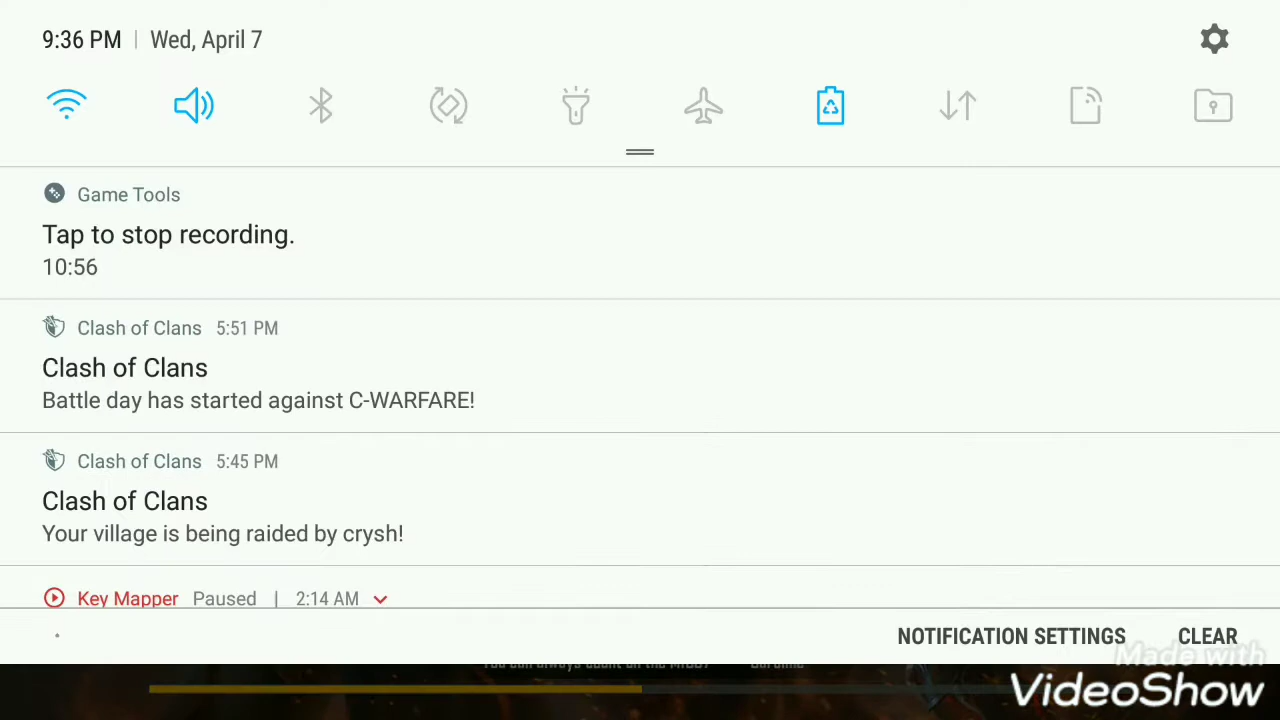 9:36 PM | Wed, April 7
Game Tools
Tap to stop recording.
10:56
Clash of Clans 5:51 PM
Clash of Clans
Battle day has started against C-WARFARE!
Clash of Clans 5:45 PM
Clash of Clans
Your village is being raided by crysh!
Key Mapper Paused | 2:14 AM
NOTIFICATION SETTINGS CLEAR
Made with
VideoShow